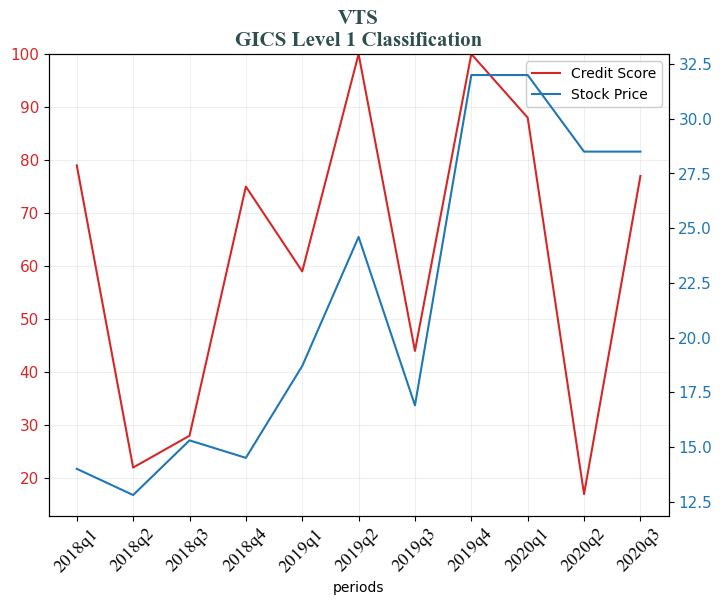 VTS
GICS Level 1 Classification
100
90
80
70
60
50
40
30
20
Credit Score
Stock Price
32.5
30.0
27.5
25.0
22.5
20.0
17.5
15.0
12.5
2018q1
2018q2
2018q3
2018q4
2019q1
2019q2
2019q3
2019q4
2020q1
2020q2
2020q3
periods